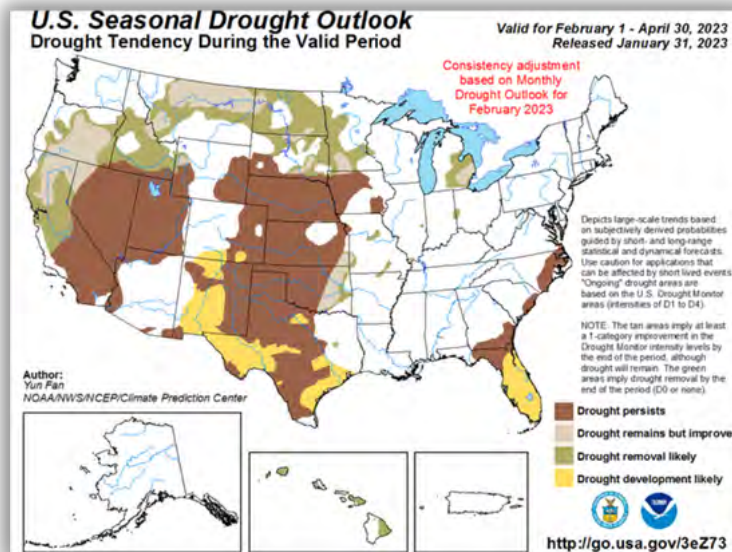 U.S. Seasonal Drought Outlook
Drought Tendency During the Valid Period
Valid for February 1 - April 30, 2023
Released January 31, 2023
Consistency adjustment
based on Monthly
Drought Outlook for
February 2023
Depicts large-scale trends based
on subjectively derived probabilities
guided by short- and long-range
statistical and dynamical forecasts.
Use caution for applications that
can be affected by short lived events.
"Ongoing" drought areas are
based on the U.S. Drought Monitor
areas (intensities of D1 to D4).
NOTE: The tan areas imply at least
a 1-category improvement in the
Drought Monitor intensity levels by
the end of the period, although
drought will remain. The green
areas imply drought removal by the
end of the period (D0 or none).
Author:
Yun Fan
NOAA/NWS/NCEP/Climate Prediction Center
Drought persists
Drought remains but improve
Drought removal likely
Drought development likely
http://go.usa.gov/3eZ73